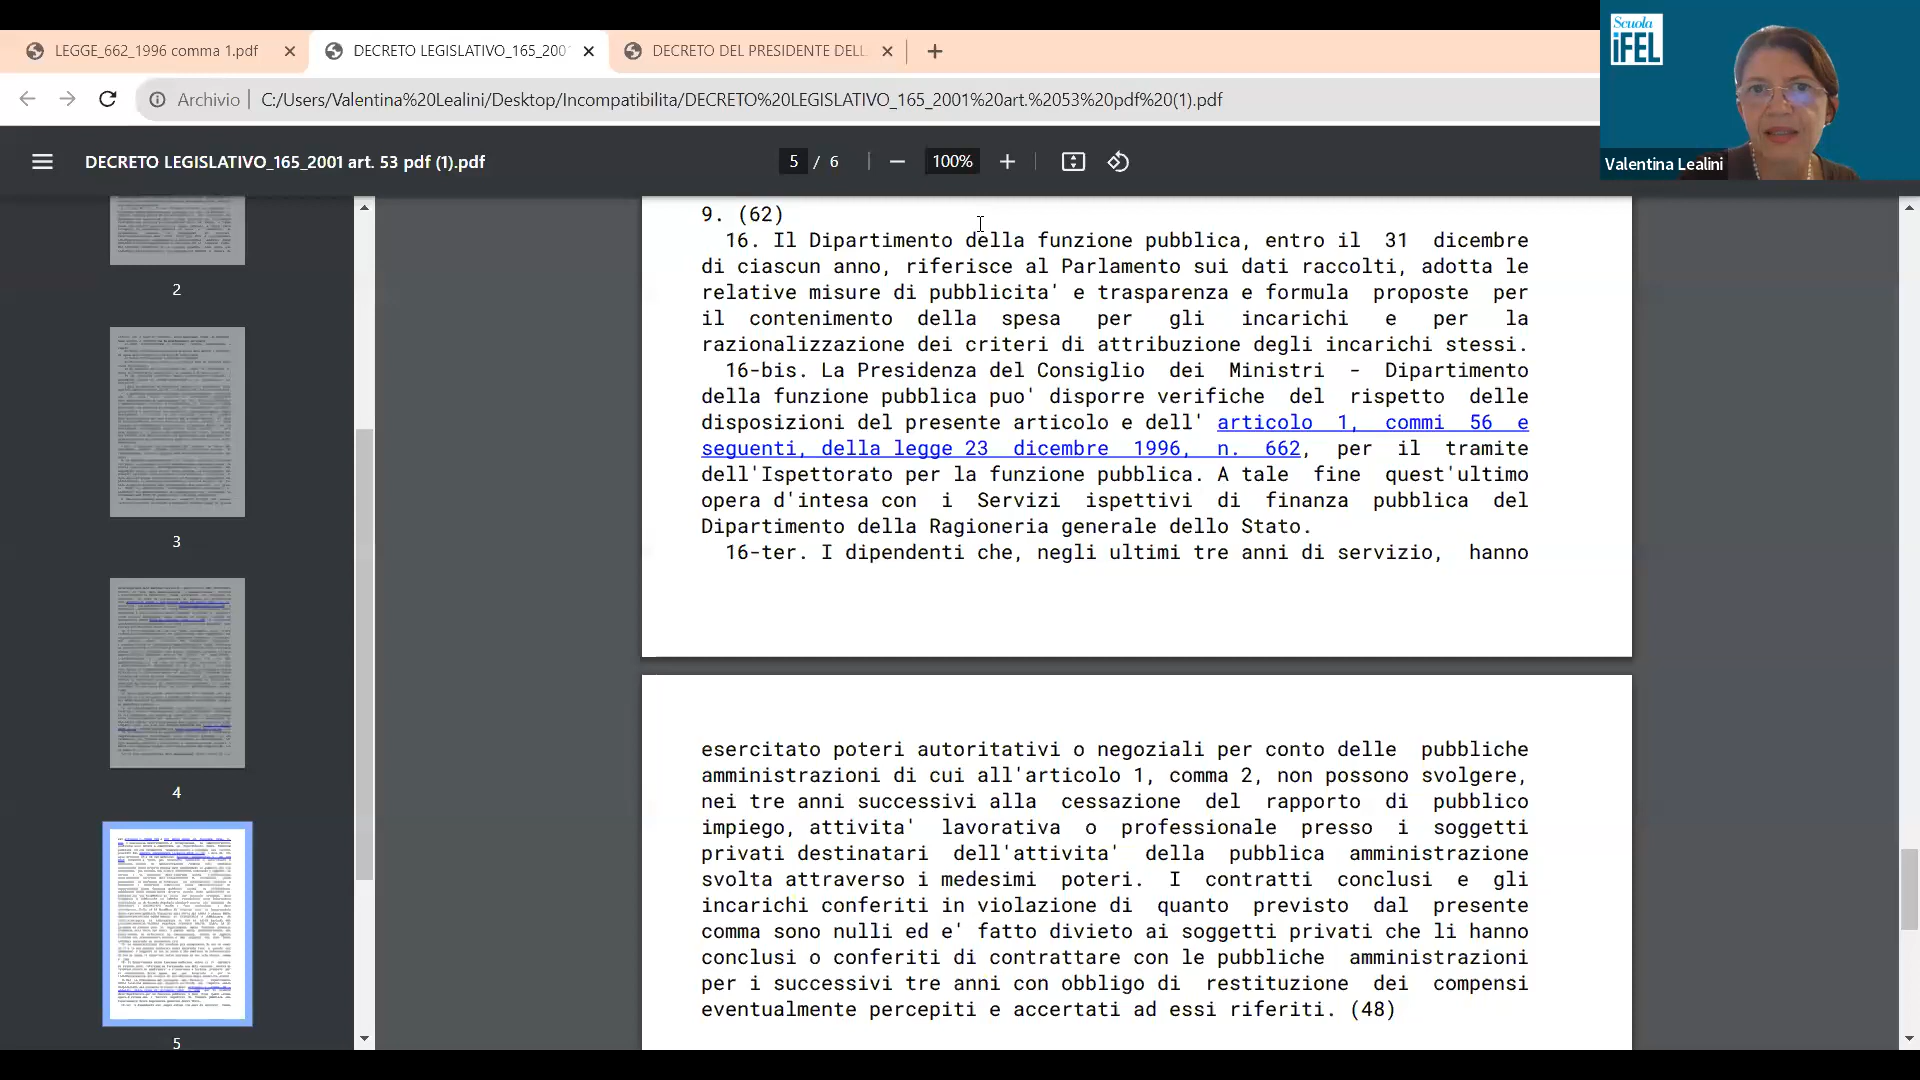 LEGGE_662_1996 comma 1.pdf
DECRETO LEGISLATIVO_165_200
DECRETO DEL PRESIDENTE DELL
Scuola
iFEL
Archivio
C:/Users/Valentina%20Lealini/Desktop/Incompatibilita/DECRETO%20LEGISLATIVO_165_2001%20art.%2053%20pdf%20(1).pdf
DECRETO LEGISLATIVO_165_2001 art. 53 pdf (1).pdf
5 / 6
100%
Valentina Lealini
2
3
4
5
9. (62)
16. Il Dipartimento della funzione pubblica, entro il 31 dicembre
di ciascun anno, riferisce al Parlamento sui dati raccolti, adotta le
relative misure di pubblicita' e trasparenza e formula proposte per
il contenimento della spesa per gli incarichi e per la
razionalizzazione dei criteri di attribuzione degli incarichi stessi.
16-bis. La Presidenza del Consiglio dei Ministri - Dipartimento
della funzione pubblica puo' disporre verifiche del rispetto delle
disposizioni del presente articolo e dell' articolo 1, commi 56 e
seguenti, della legge 23 dicembre 1996, n. 662, per il tramite
dell'Ispettorato per la funzione pubblica. A tale fine quest'ultimo
opera d'intesa con i Servizi ispettivi di finanza pubblica del
Dipartimento della Ragioneria generale dello Stato.
16-ter. I dipendenti che, negli ultimi tre anni di servizio, hanno
esercitato poteri autoritativi o negoziali per conto delle pubbliche
amministrazioni di cui all'articolo 1, comma 2, non possono svolgere,
nei tre anni successivi alla cessazione del rapporto di pubblico
impiego, attivita' lavorativa o professionale presso i soggetti
privati destinatari dell'attivita' della pubblica amministrazione
svolta attraverso i medesimi poteri. I contratti conclusi e gli
incarichi conferiti in violazione di quanto previsto dal presente
comma sono nulli ed e' fatto divieto ai soggetti privati che li hanno
conclusi o conferiti di contrattare con le pubbliche amministrazioni
per i successivi tre anni con obbligo di restituzione dei compensi
eventualmente percepiti e accertati ad essi riferiti. (48)